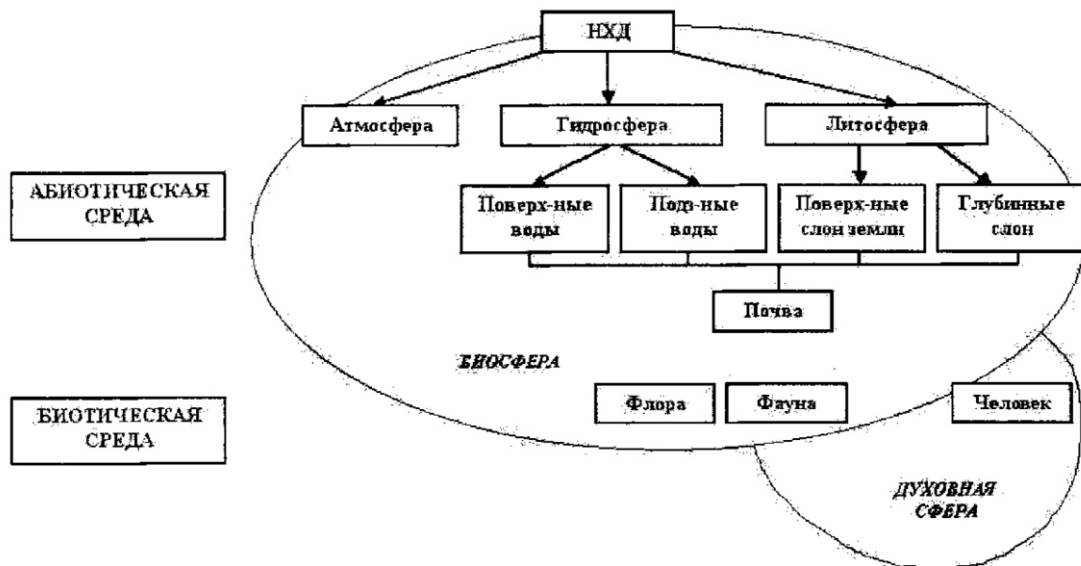 НХД
Атмосфера
Гидросфера
Литосфера
АБИОТИЧЕСКАЯ
СРЕДА
Поверх-ные
воды
Подз-ные
воды
Поверх-ные
слои земли
Глубинные
слои
Почва
БИОСФЕРА
БИОТИЧЕСКАЯ
СРЕДА
Флора
Фауна
Человек
ДУХОВНАЯ
СФЕРА